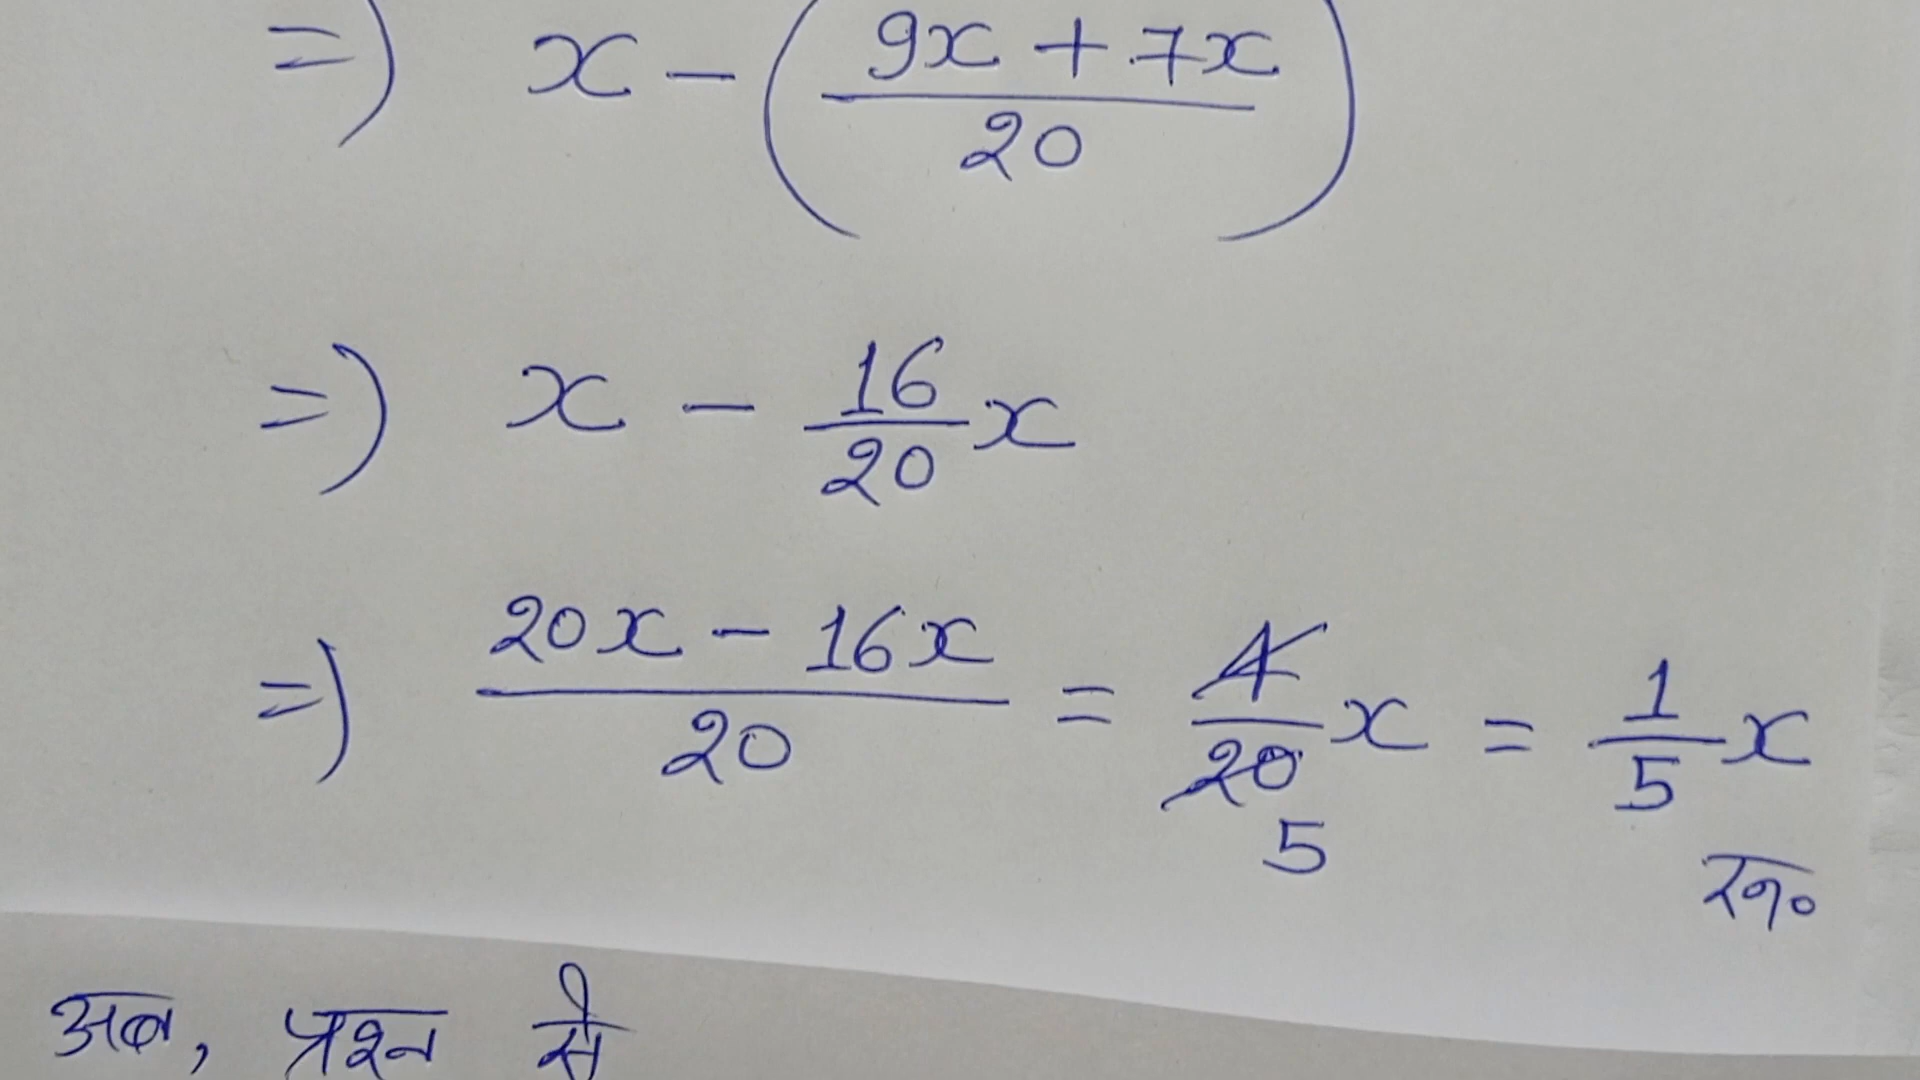 =) x - (9x + 7x / 20)
=) x - 16/20 x
=) 20x - 16x / 20 = 4/20 x = 1/5 x
5
रु०
अब, प्रश्न से